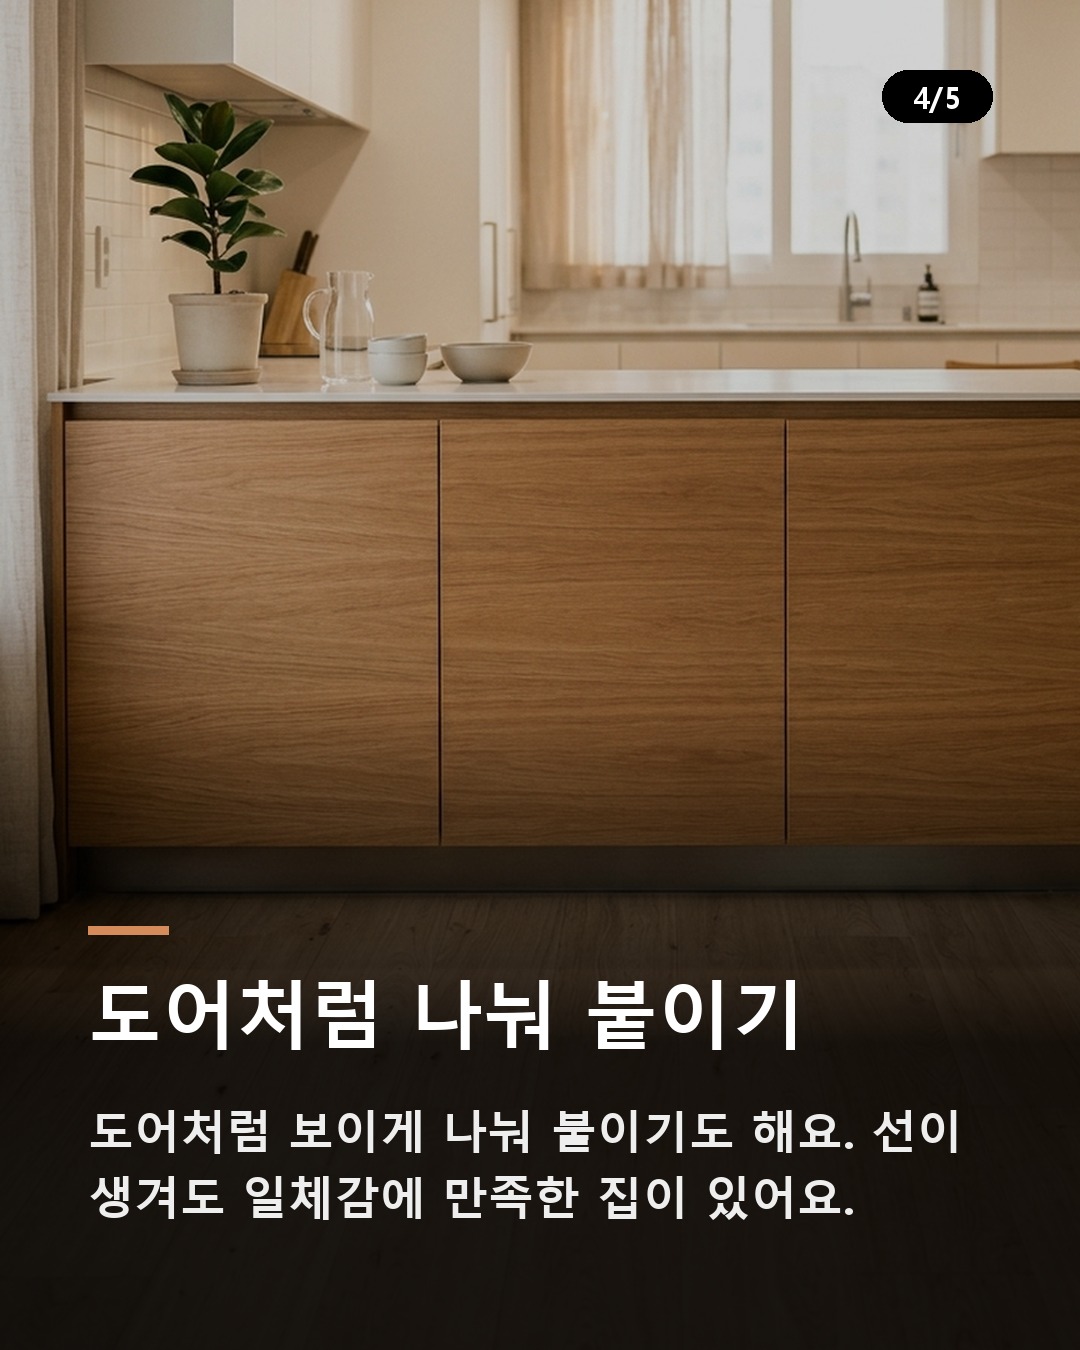 4/5
도어처럼 나눠 붙이기
도어처럼 보이게 나눠 붙이기도 해요. 선이
생겨도 일체감에 만족한 집이 있어요.